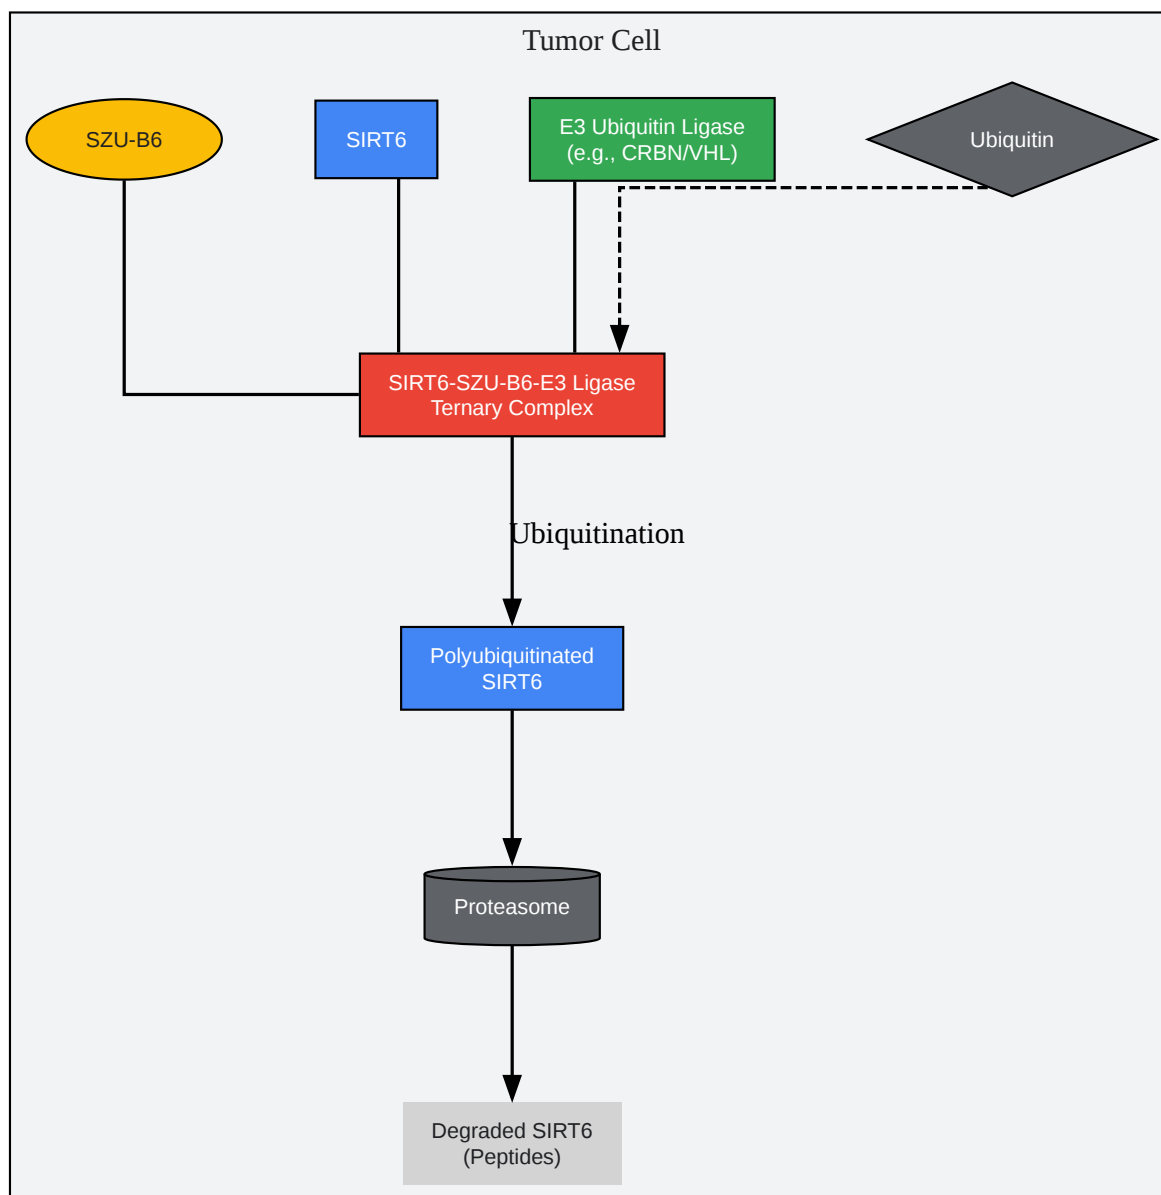 Tumor Cell
SZU-B6
SIRT6
E3 Ubiquitin Ligase
(e.g., CRBN/VHL)
Ubiquitin
SIRT6-SZU-B6-E3 Ligase
Ternary Complex
Ubiquitination
Polyubiquitinated
SIRT6
Proteasome
Degraded SIRT6
(Peptides)